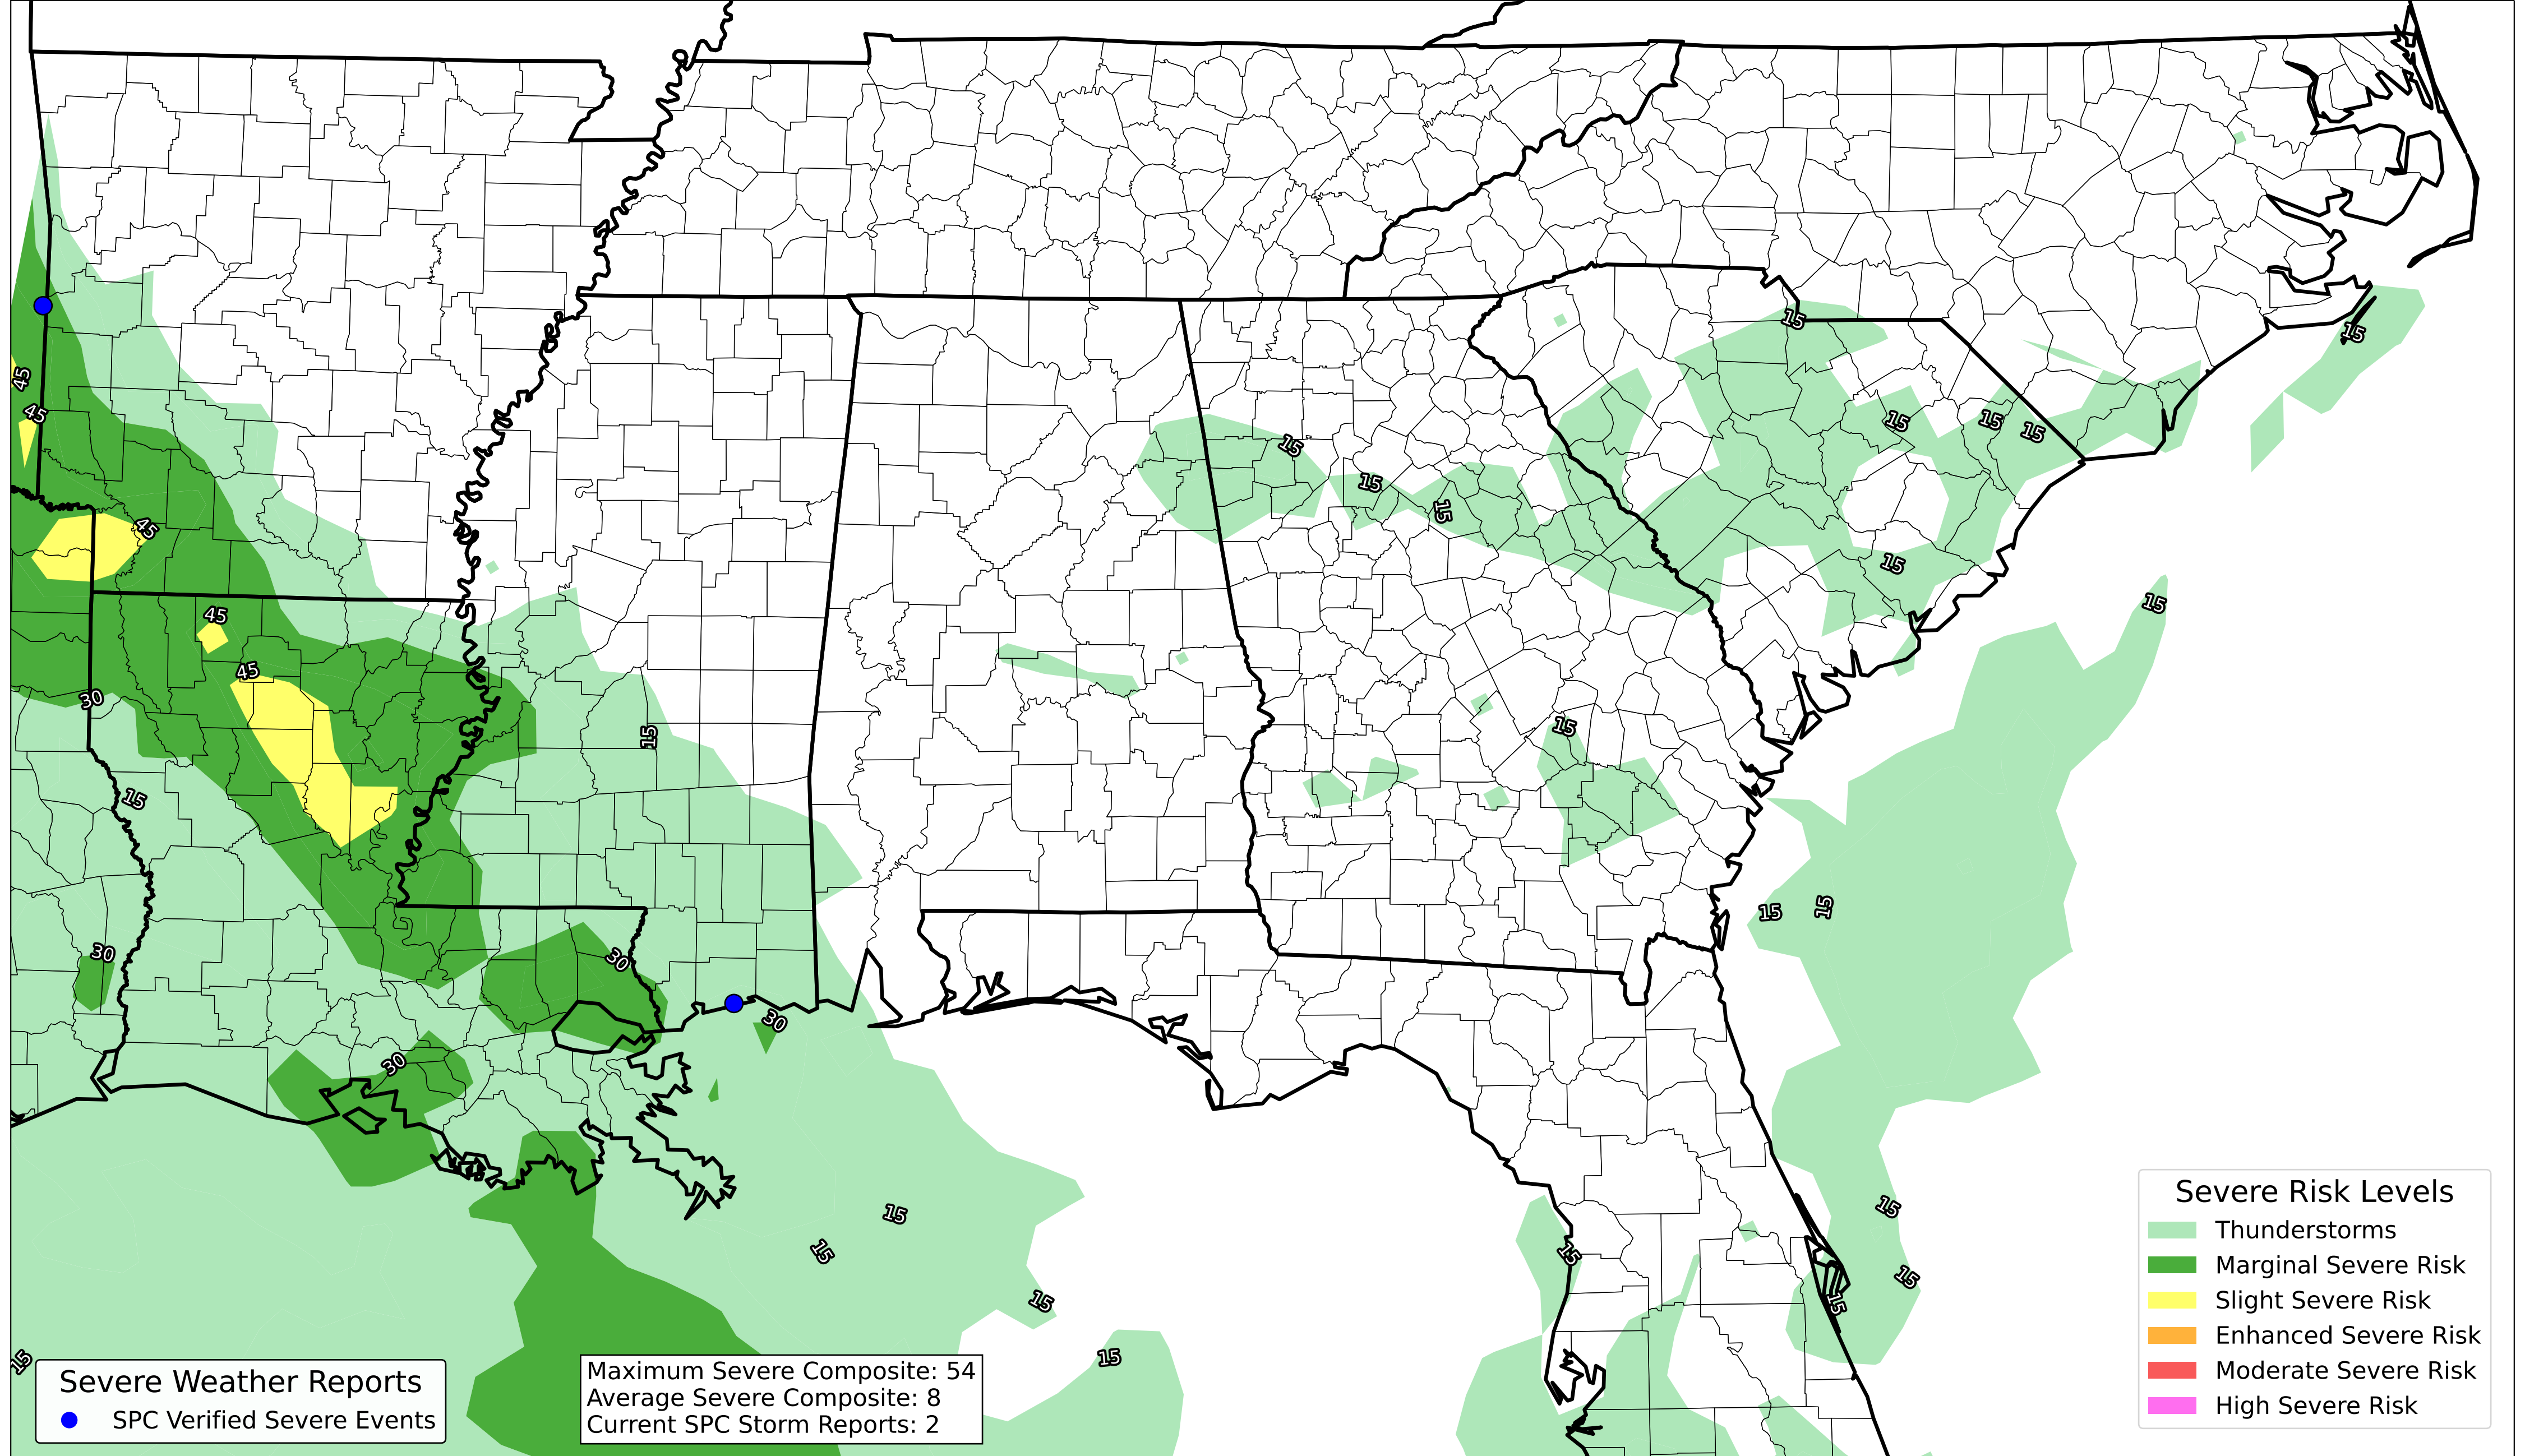 15
15
45
45
15
15
15
15
15
15
15
45
15
15
45
45
30
15
15
15
15
15
30
30
30
30
15
15
15
15
15
15
15
15
15
Severe Weather Reports
SPC Verified Severe Events
Maximum Severe Composite: 54
Average Severe Composite: 8
Current SPC Storm Reports: 2
Severe Risk Levels
Thunderstorms
Marginal Severe Risk
Slight Severe Risk
Enhanced Severe Risk
Moderate Severe Risk
High Severe Risk